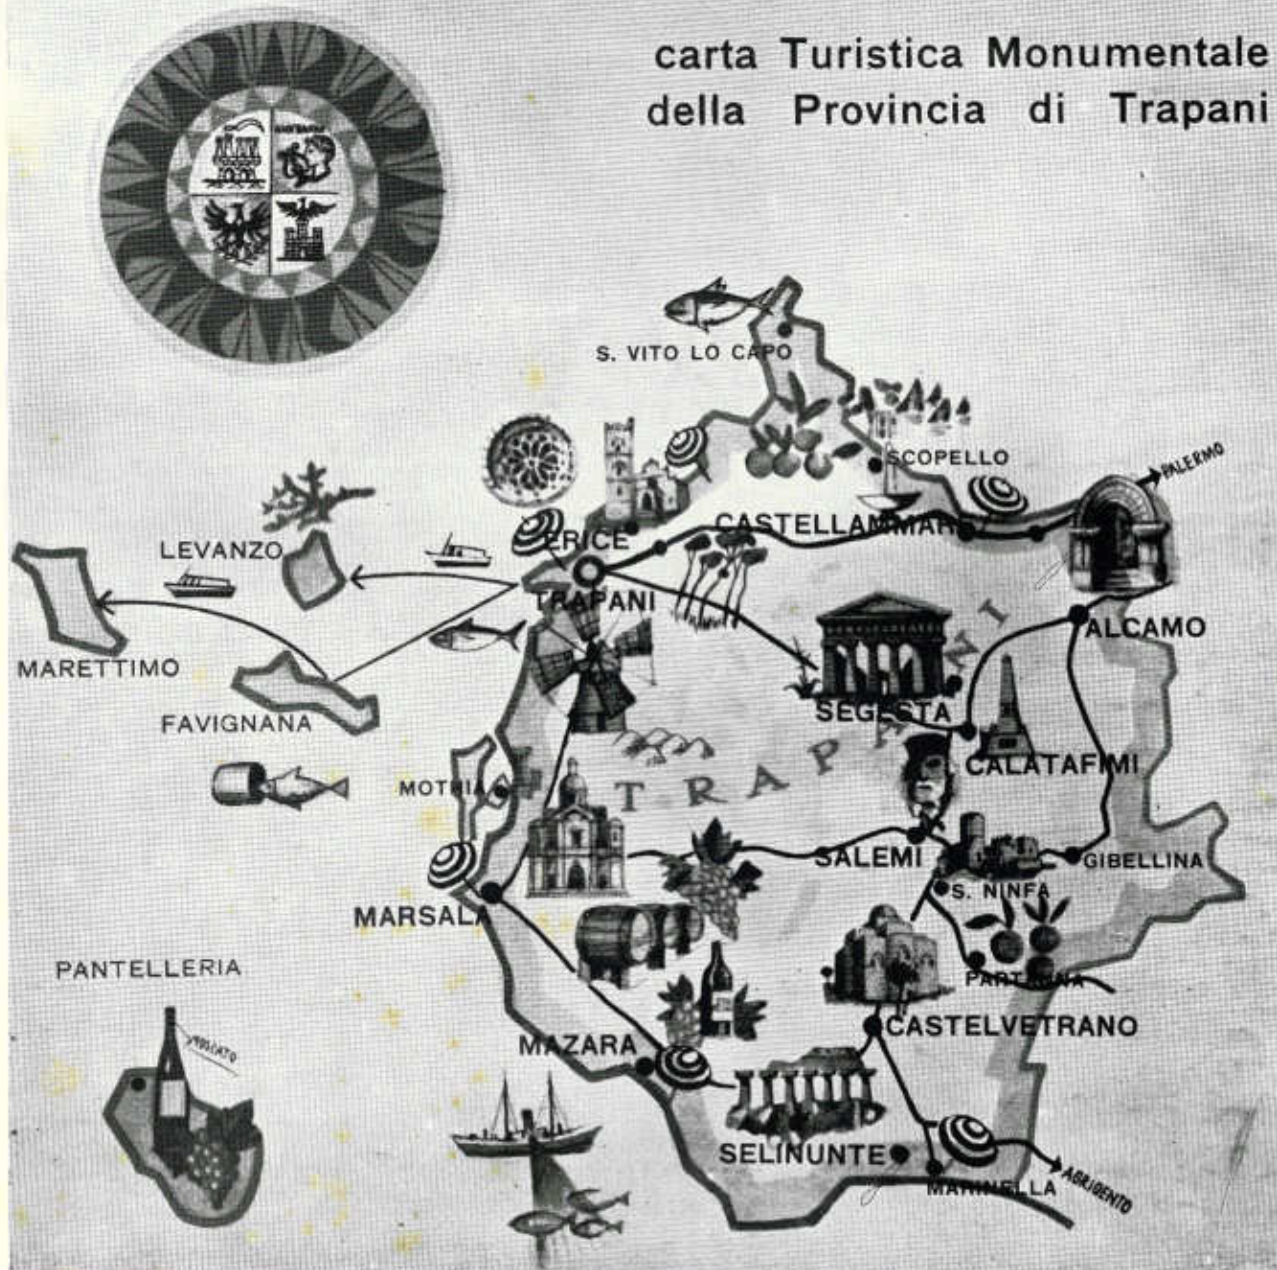 carta Turistica Monumentale
della Provincia di Trapani
S. VITO LO CAPO
SCOPELLO
PALERMO
CASTELLAMMARE
ERICE
LEVANZO
TRAPANI
ALCAMO
MARETTIMO
FAVIGNANA
SEGESTA
CALATAFIMI
MOTHIA
TRAPANI
SALEMI
GIBELLINA
S. NINFA
MARSALA
PANTELLERIA
PARTANNA
CASTELVETRANO
MOSCATO
MAZARA
SELINUNTE
MARINELLA
AGRIGENTO